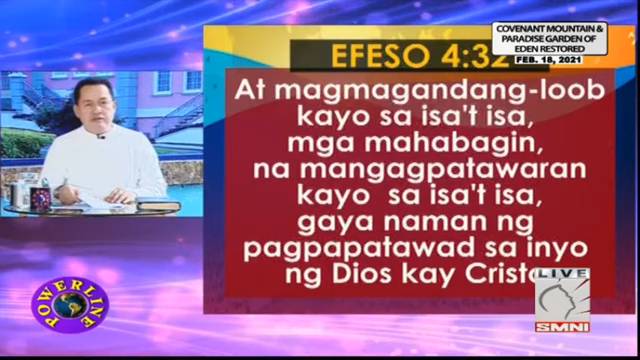 COVENANT MOUNTAIN &
PARADISE GARDEN OF
EDEN RESTORED
FEB. 18, 2021
EFESO 4:32
At magmagandang-loob
kayo sa isa't isa,
mga mahabagin,
na mangagpatawaran
kayo sa isa't isa,
gaya naman ng
pagpapatawad sa inyo
ng Dios kay Cristo
LIVE
SMNI
POWERLINE